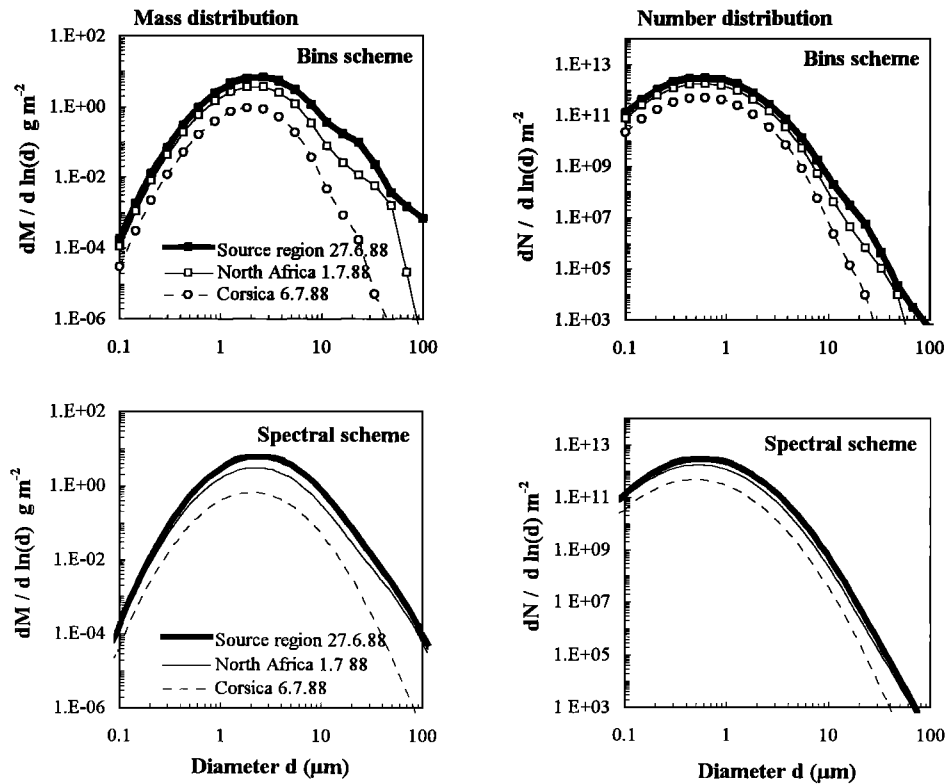 Mass distribution
Bins scheme
1.E+02
1.E+00
1.E-02
1.E-04
1.E-06
dM / d ln(d) g m-2
Source region 27.6.88
North Africa 1.7.88
Corsica 6.7.88
0.1 1 10 100
Number distribution
Bins scheme
1.E+13
1.E+11
1.E+09
1.E+07
1.E+05
1.E+03
dN / d ln(d) m-2
0.1 1 10 100
Spectral scheme
1.E+02
1.E+00
1.E-02
1.E-04
1.E-06
dM / d ln(d) g m-2
Source region 27.6.88
North Africa 1.7 88
Corsica 6.7.88
0.1 1 10 100
Diameter d (µm)
Spectral scheme
1 E+13
1.E+11
1.E+09
1 E+07
1.E+05
1 E+03
dN / d ln(d) m-2
0.1 1 10 100
Diameter d (µm)